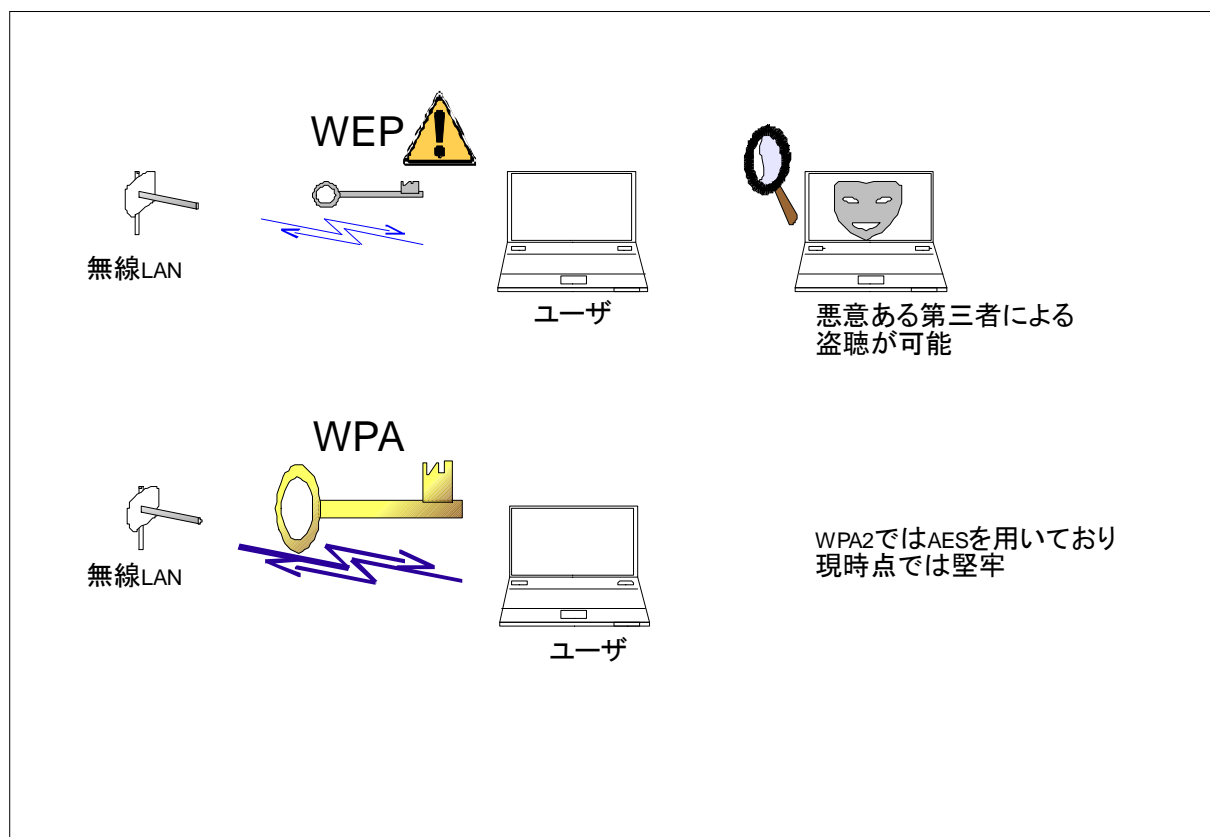 WEP
無線LAN
ユーザ
悪意ある第三者による
盗聴が可能
WPA
無線LAN
ユーザ
WPA2ではAESを用いており
現時点では堅牢